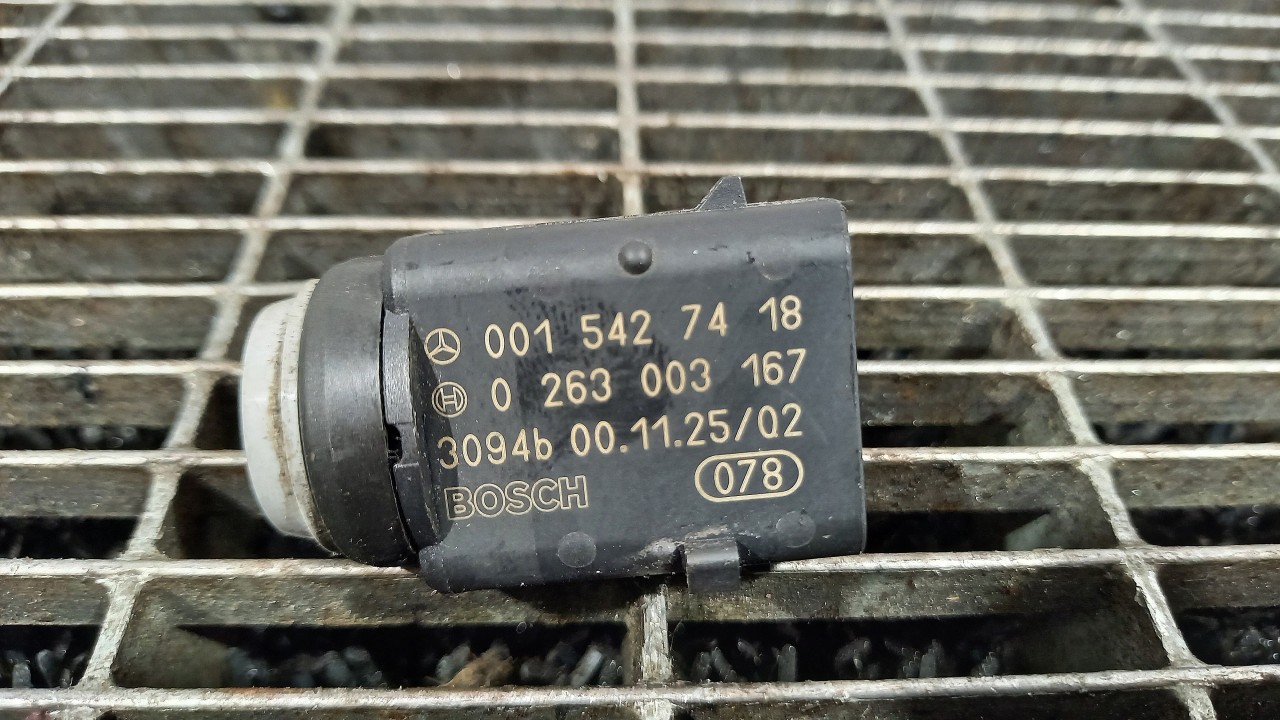 001 542 74 18
0 263 003 167
3094b 00.11.25/02
BOSCH 078